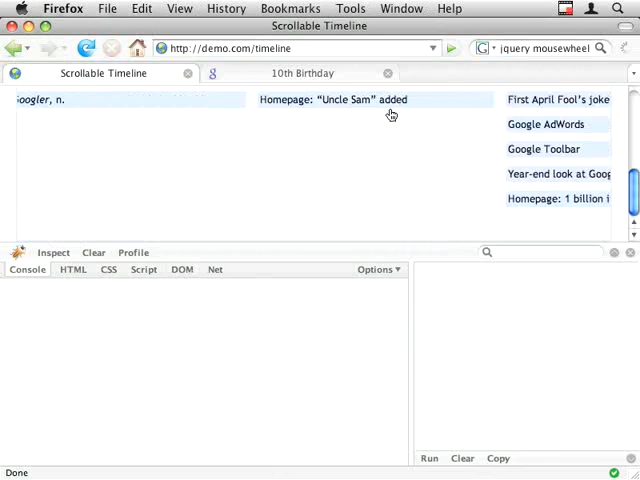 Firefox File Edit View History Bookmarks Tools Window Help
Scrollable Timeline
http://demo.com/timeline
jquery mousewheel
Scrollable Timeline
10th Birthday
Googler, n.
Homepage: “Uncle Sam” added
First April Fool's joke
Google AdWords
Google Toolbar
Year-end look at Goog
Homepage: 1 billion i
Inspect Clear Profile
Console HTML CSS Script DOM Net Options
Run Clear Copy
Done